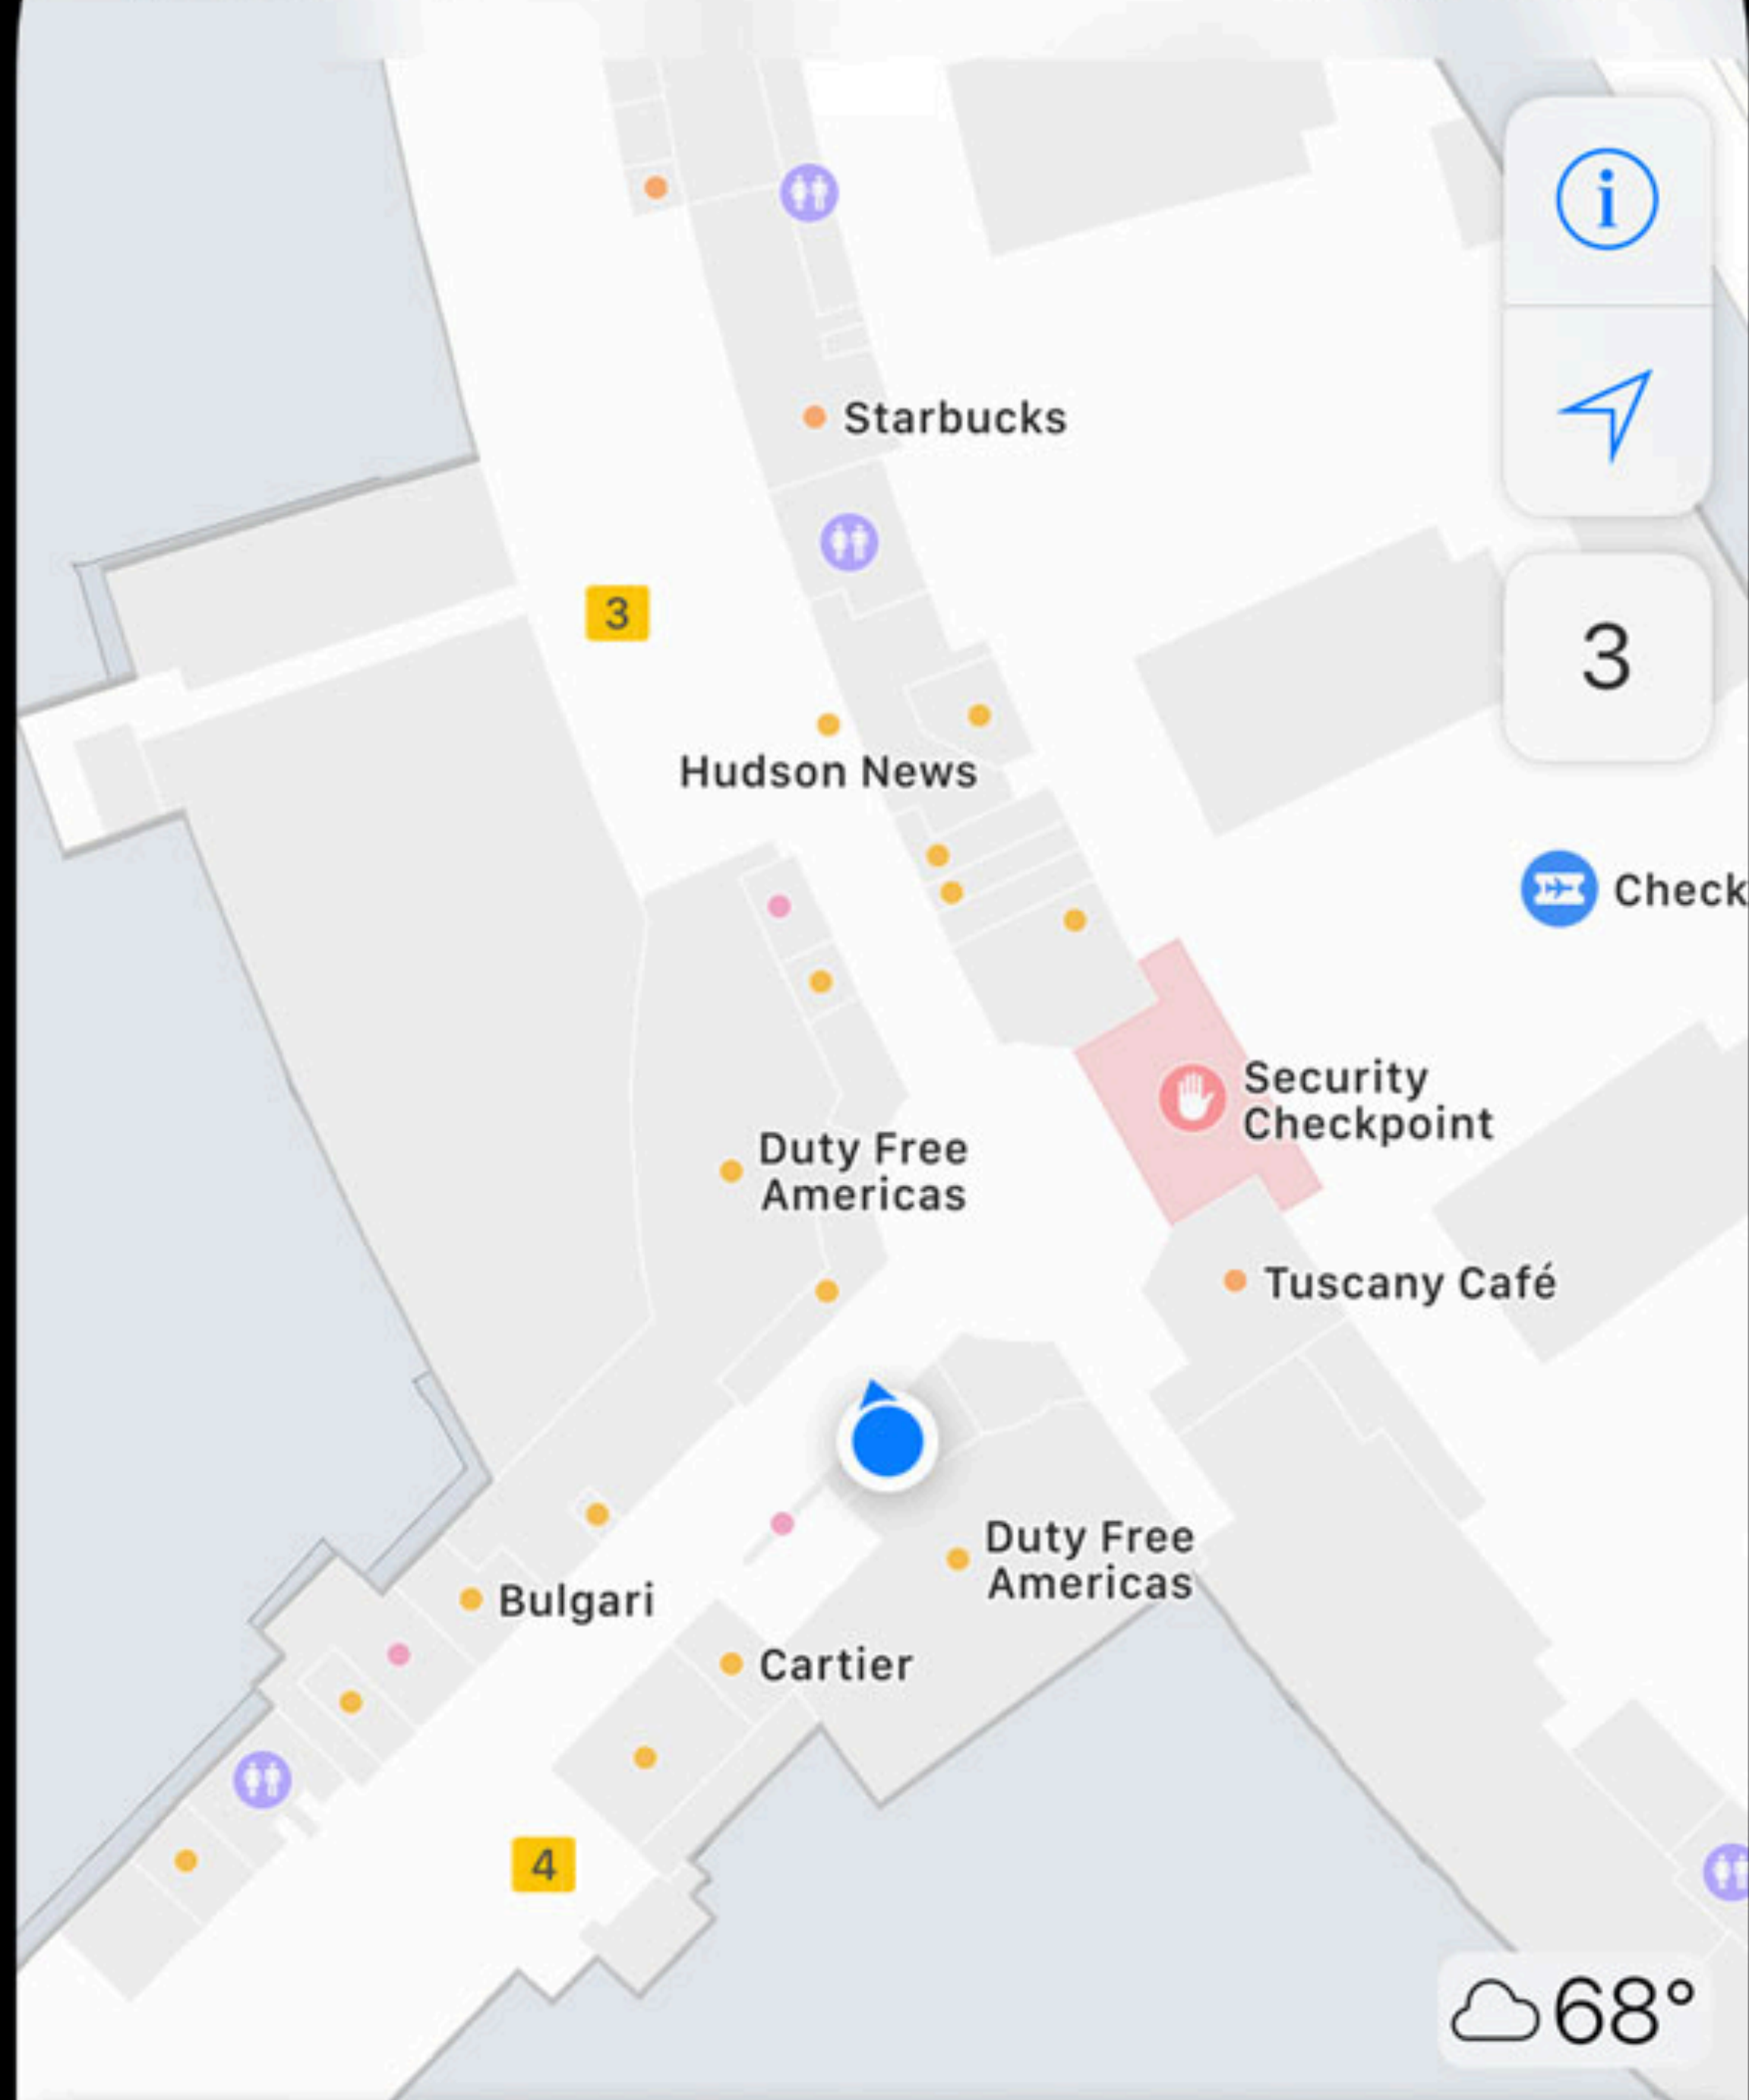 i
Starbucks
3
3
Hudson News
Check
Security
Checkpoint
Duty Free
Americas
Tuscany Café
Duty Free
Americas
Bulgari
Cartier
4
68°